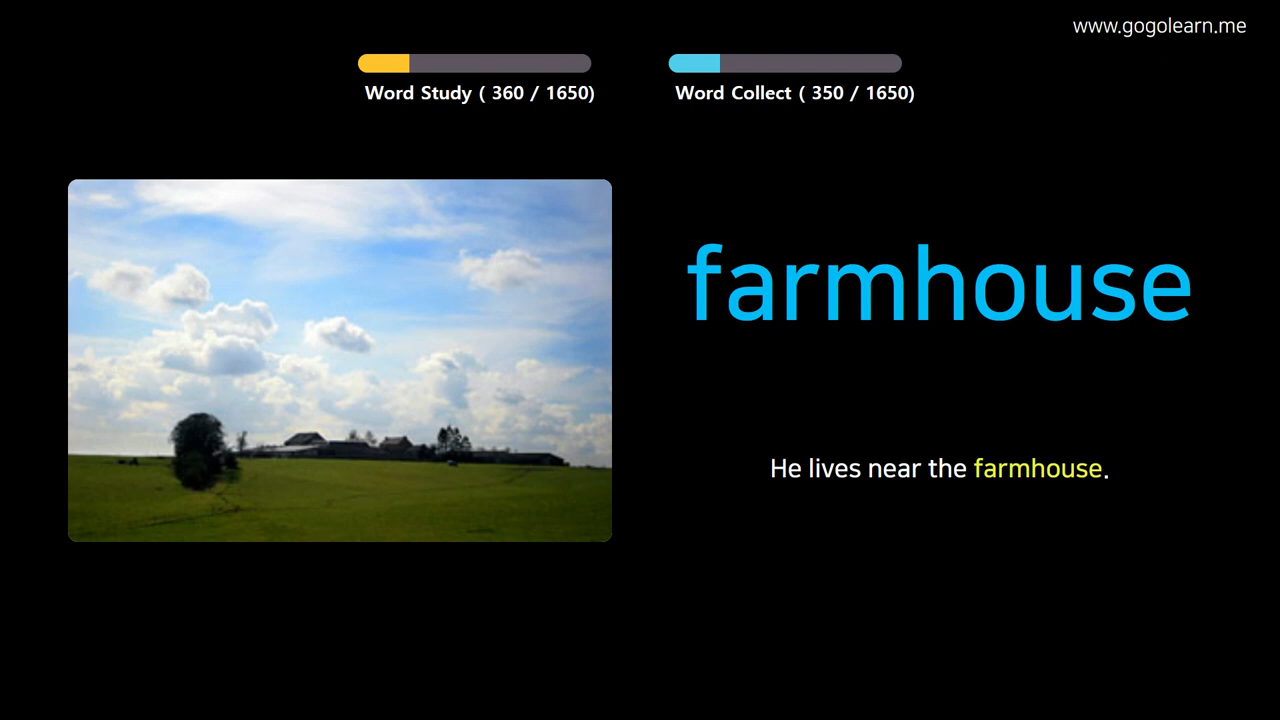 www.gogolearn.me
Word Study ( 360 / 1650)
Word Collect ( 350 / 1650)
farmhouse
He lives near the farmhouse.